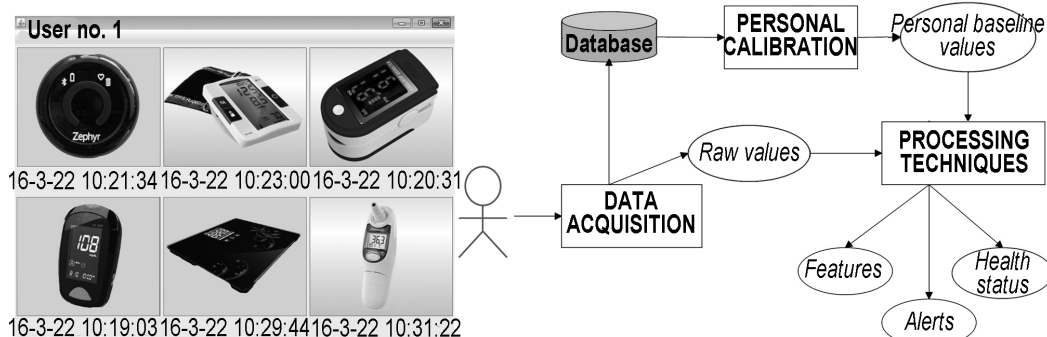 User no. 1
Zephyr
16-3-22 10:21:34
16-3-22 10:23:00
16-3-22 10:20:31
108
36,3
16-3-22 10:19:03
16-3-22 10:29:44
16-3-22 10:31:22
Database
PERSONAL
CALIBRATION
Personal baseline
values
Raw values
PROCESSING
TECHNIQUES
DATA
ACQUISITION
Features
Health
status
Alerts